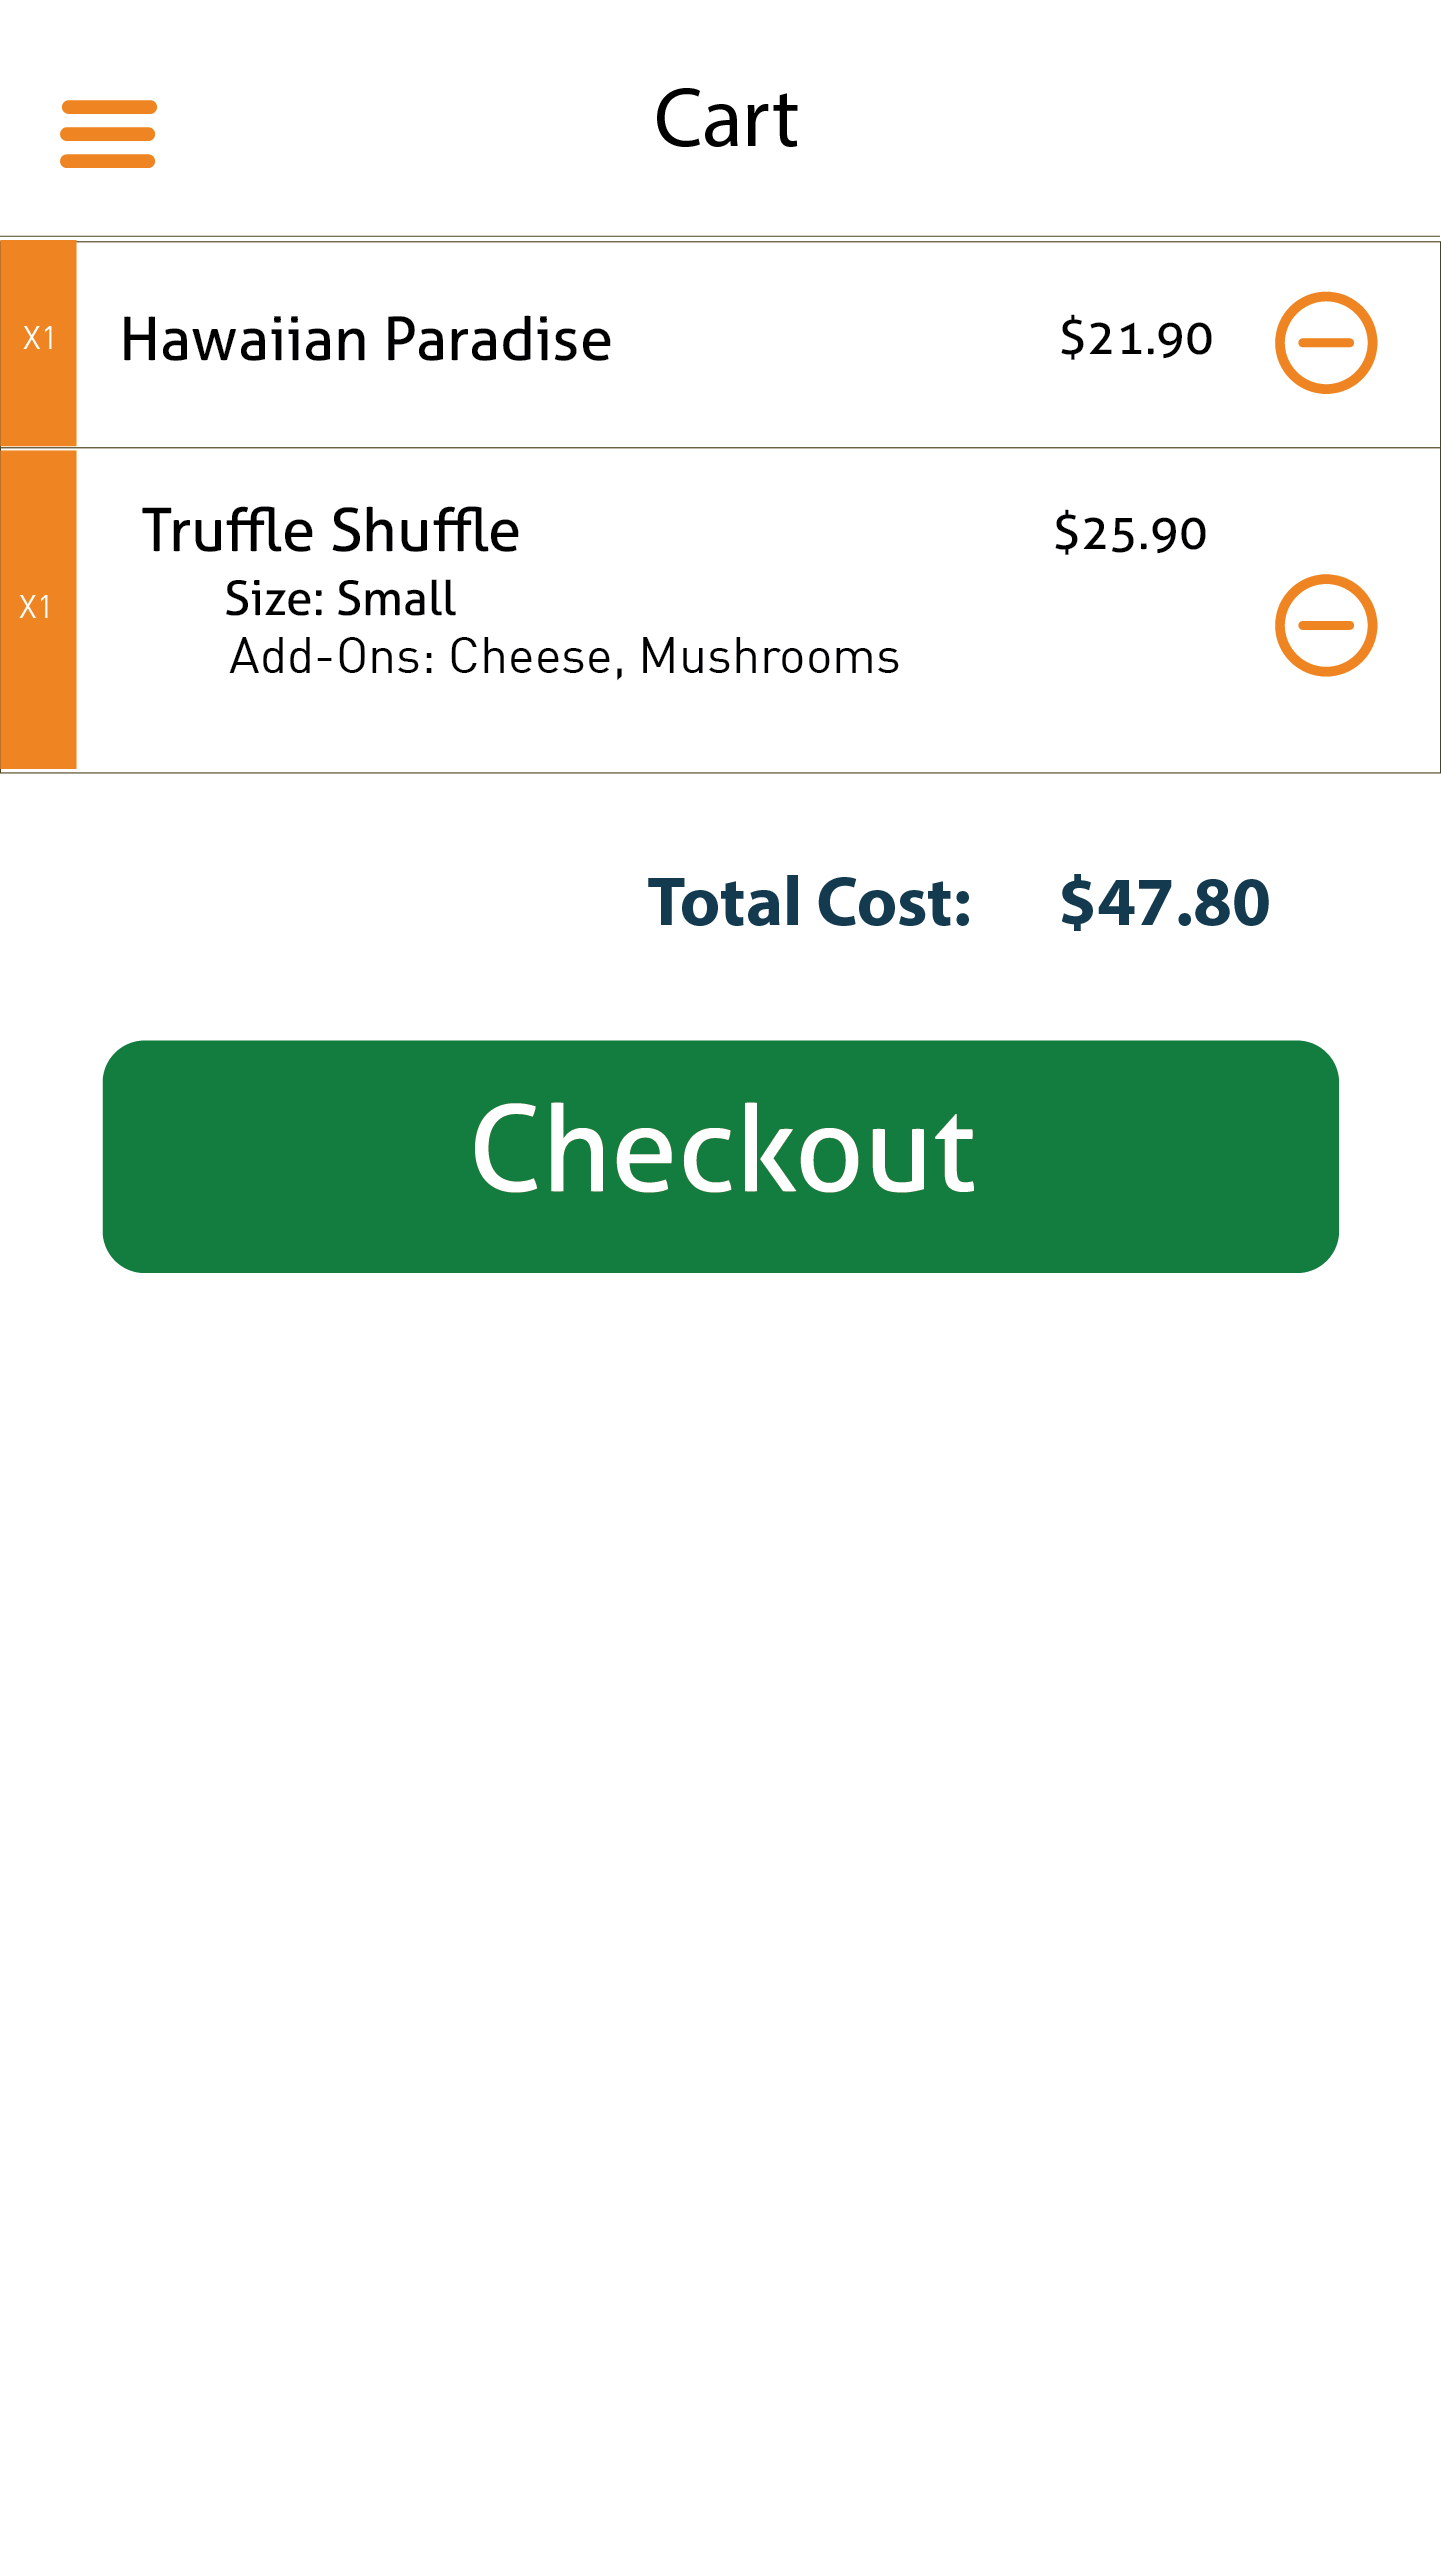 Cart
X1 Hawaiian Paradise $21.90
Truffle Shuffle $25.90
Size: Small
X1
Add-Ons: Cheese, Mushrooms
Total Cost: $47.80
Checkout